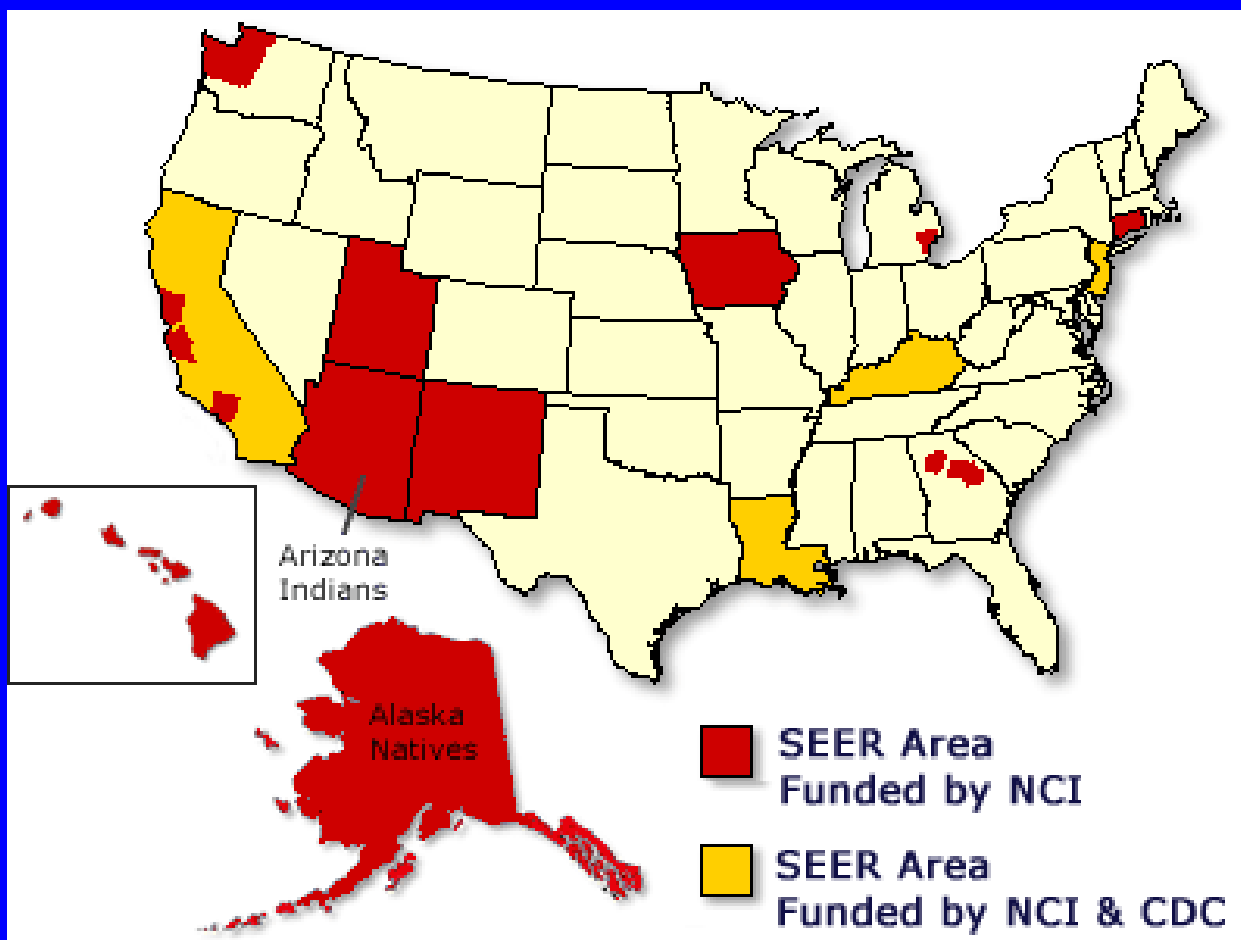 Arizona
Indians
Alaska
Natives
SEER Area
Funded by NCI
SEER Area
Funded by NCI & CDC